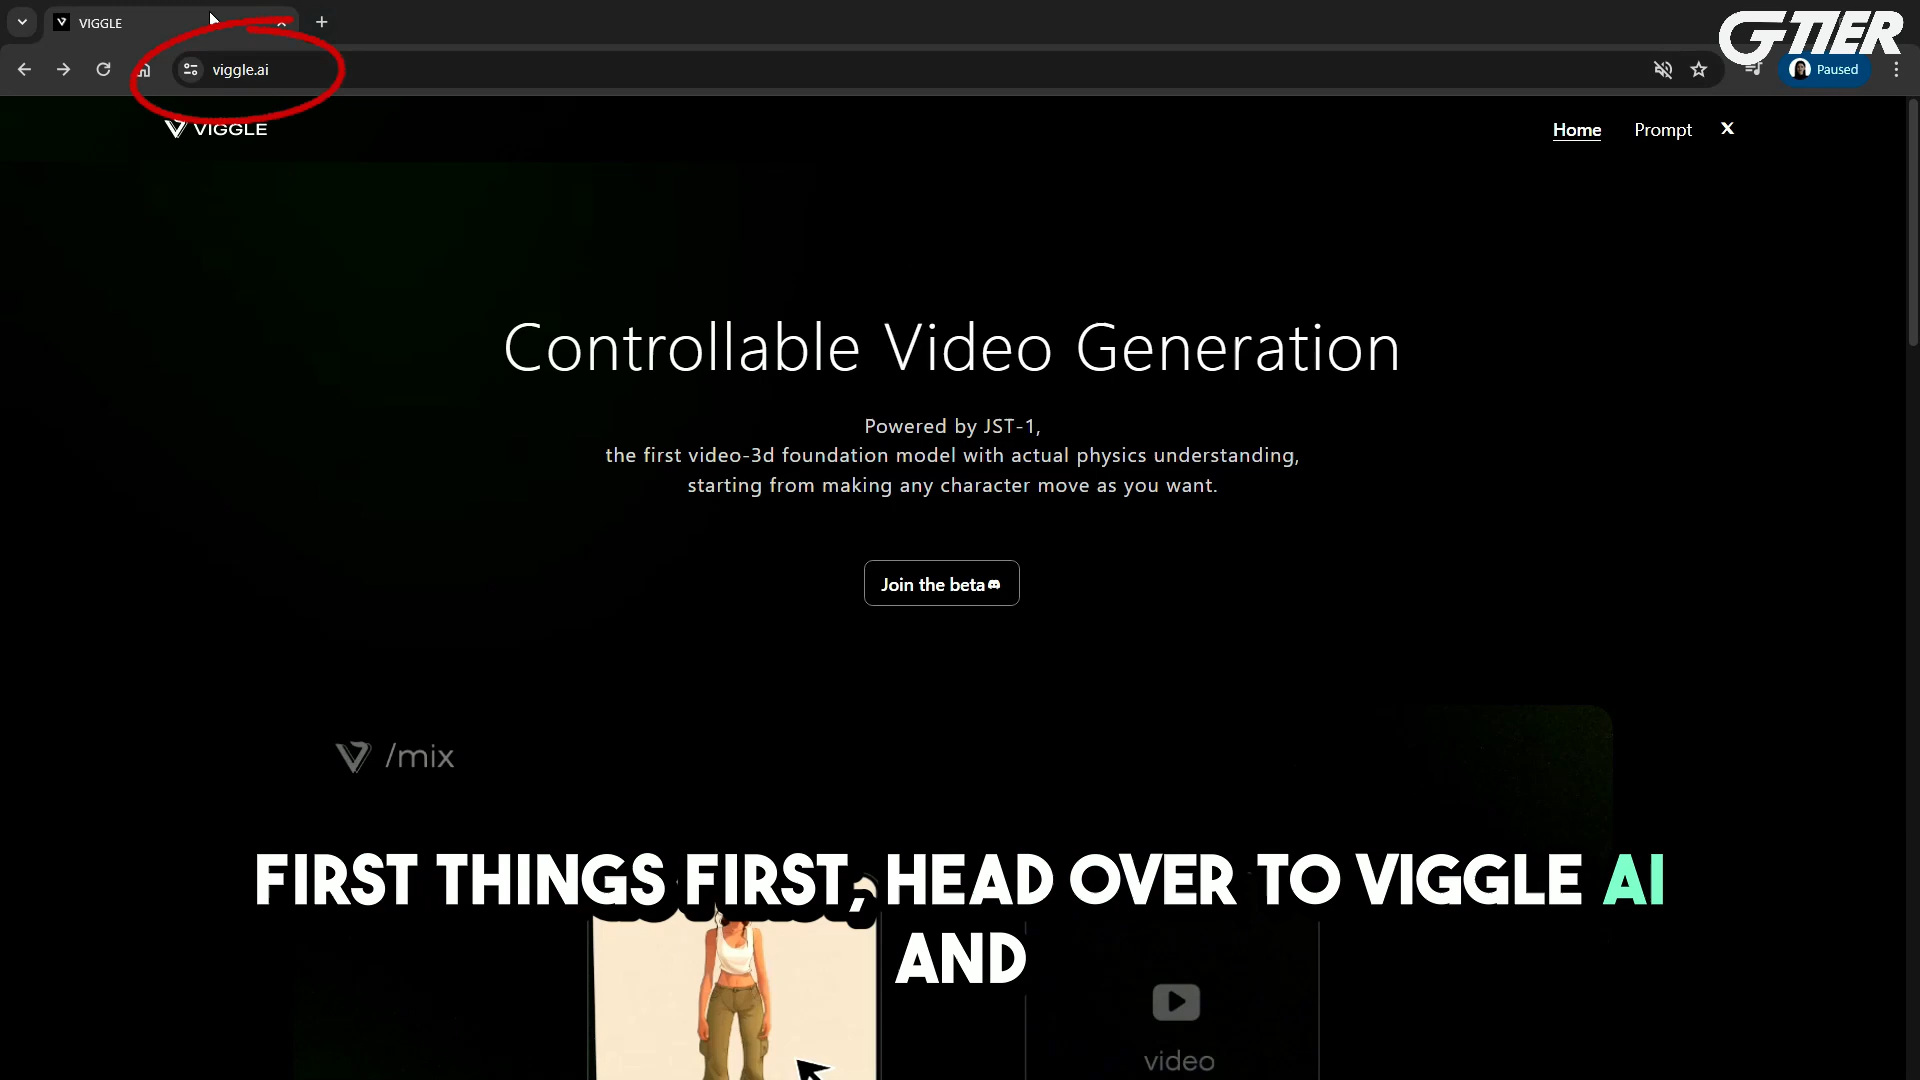 VIGGLE
GTIER
viggle.ai
Paused
VIGGLE
Home
Prompt
X
Controllable Video Generation
Powered by JST-1,
the first video-3d foundation model with actual physics understanding,
starting from making any character move as you want.
Join the beta
/mix
FIRST THINGS FIRST, HEAD OVER TO VIGGLE AI
AND
video